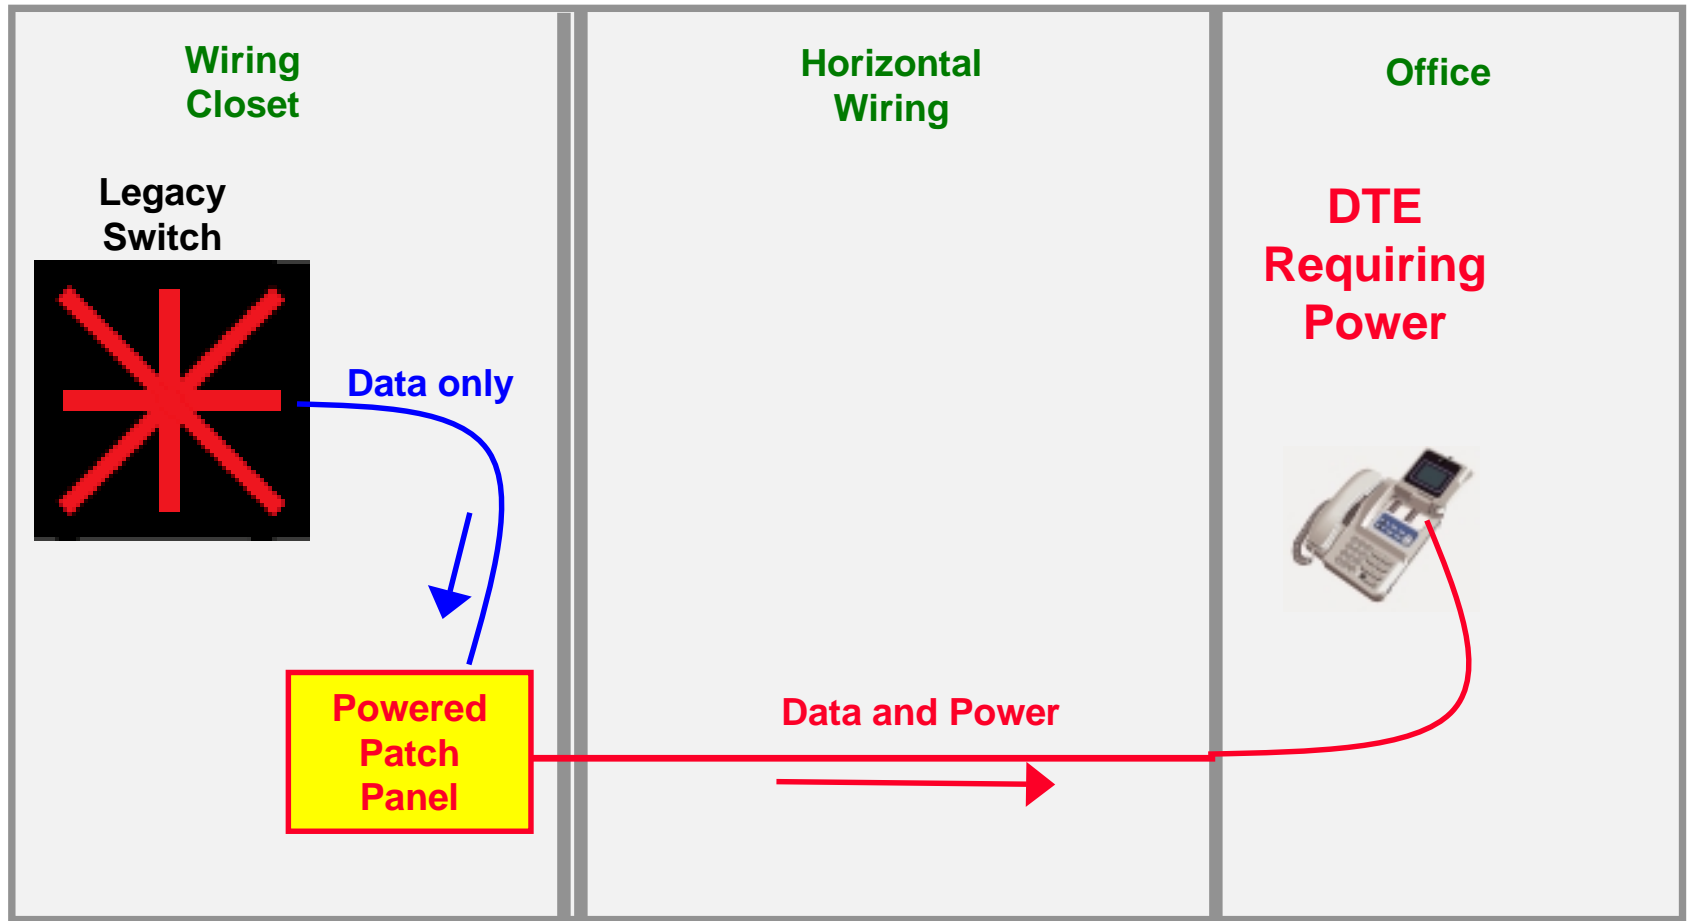 Wiring
Closet
Horizontal
Wiring
Office
Legacy
Switch
DTE
Requiring
Power
Data only
Powered
Patch
Panel
Data and Power